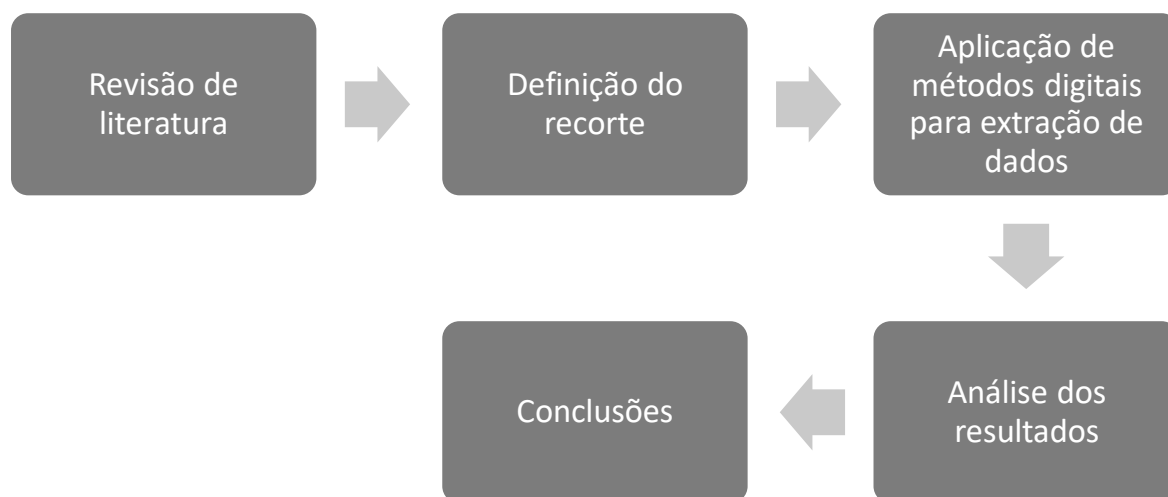 Revisão de
literatura
Definição do
recorte
Aplicação de
métodos digitais
para extração de
dados
Análise dos
resultados
Conclusões